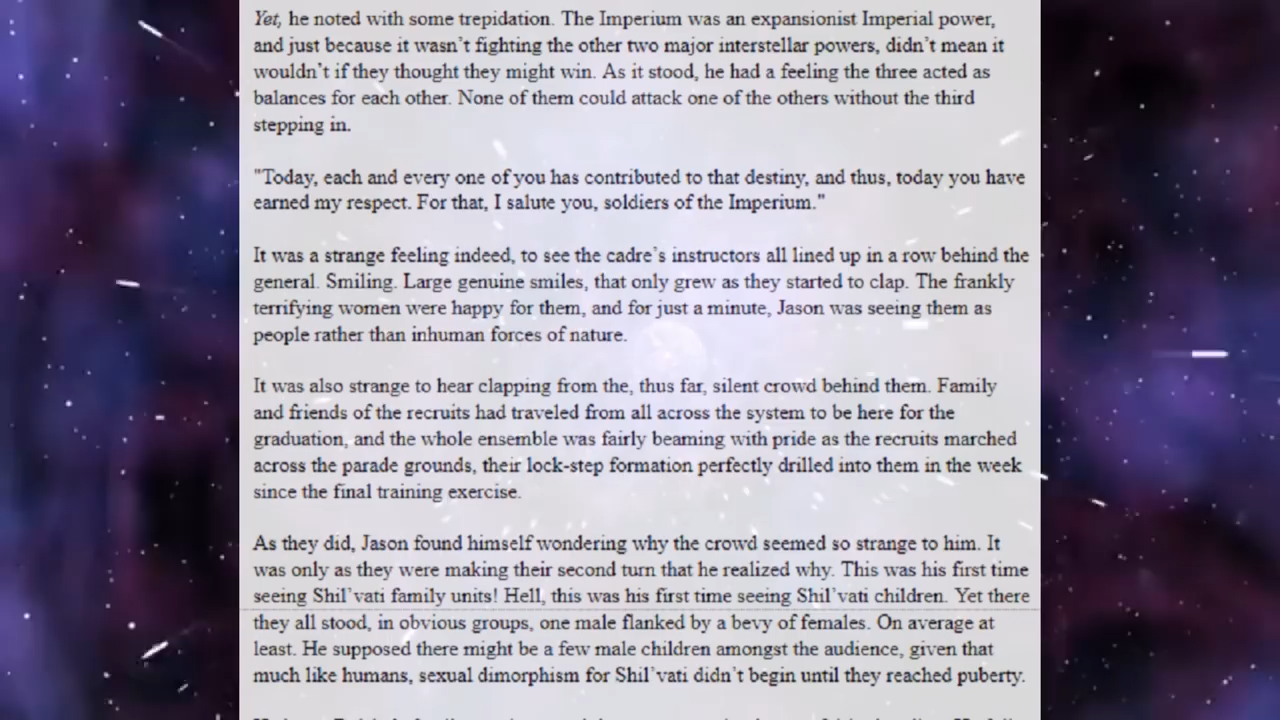 Yet, he noted with some trepidation. The Imperium was an expansionist Imperial power,
and just because it wasn't fighting the other two major interstellar powers, didn't mean it
wouldn't if they thought they might win. As it stood, he had a feeling the three acted as
balances for each other. None of them could attack one of the others without the third
stepping in.
"Today, each and every one of you has contributed to that destiny, and thus, today you have
earned my respect. For that, I salute you, soldiers of the Imperium."
It was a strange feeling indeed, to see the cadre's instructors all lined up in a row behind the
general. Smiling. Large genuine smiles, that only grew as they started to clap. The frankly
terrifying women were happy for them, and for just a minute, Jason was seeing them as
people rather than inhuman forces of nature.
It was also strange to hear clapping from the, thus far, silent crowd behind them. Family
and friends of the recruits had traveled from all across the system to be here for the
graduation, and the whole ensemble was fairly beaming with pride as the recruits marched
across the parade grounds, their lock-step formation perfectly drilled into them in the week
since the final training exercise.
As they did, Jason found himself wondering why the crowd seemed so strange to him. It
was only as they were making their second turn that he realized why. This was his first time
seeing Shil'vati family units! Hell, this was his first time seeing Shil'vati children. Yet there
they all stood, in obvious groups, one male flanked by a bevy of females. On average at
least. He supposed there might be a few male children amongst the audience, given that
much like humans, sexual dimorphism for Shil'vati didn't begin until they reached puberty.